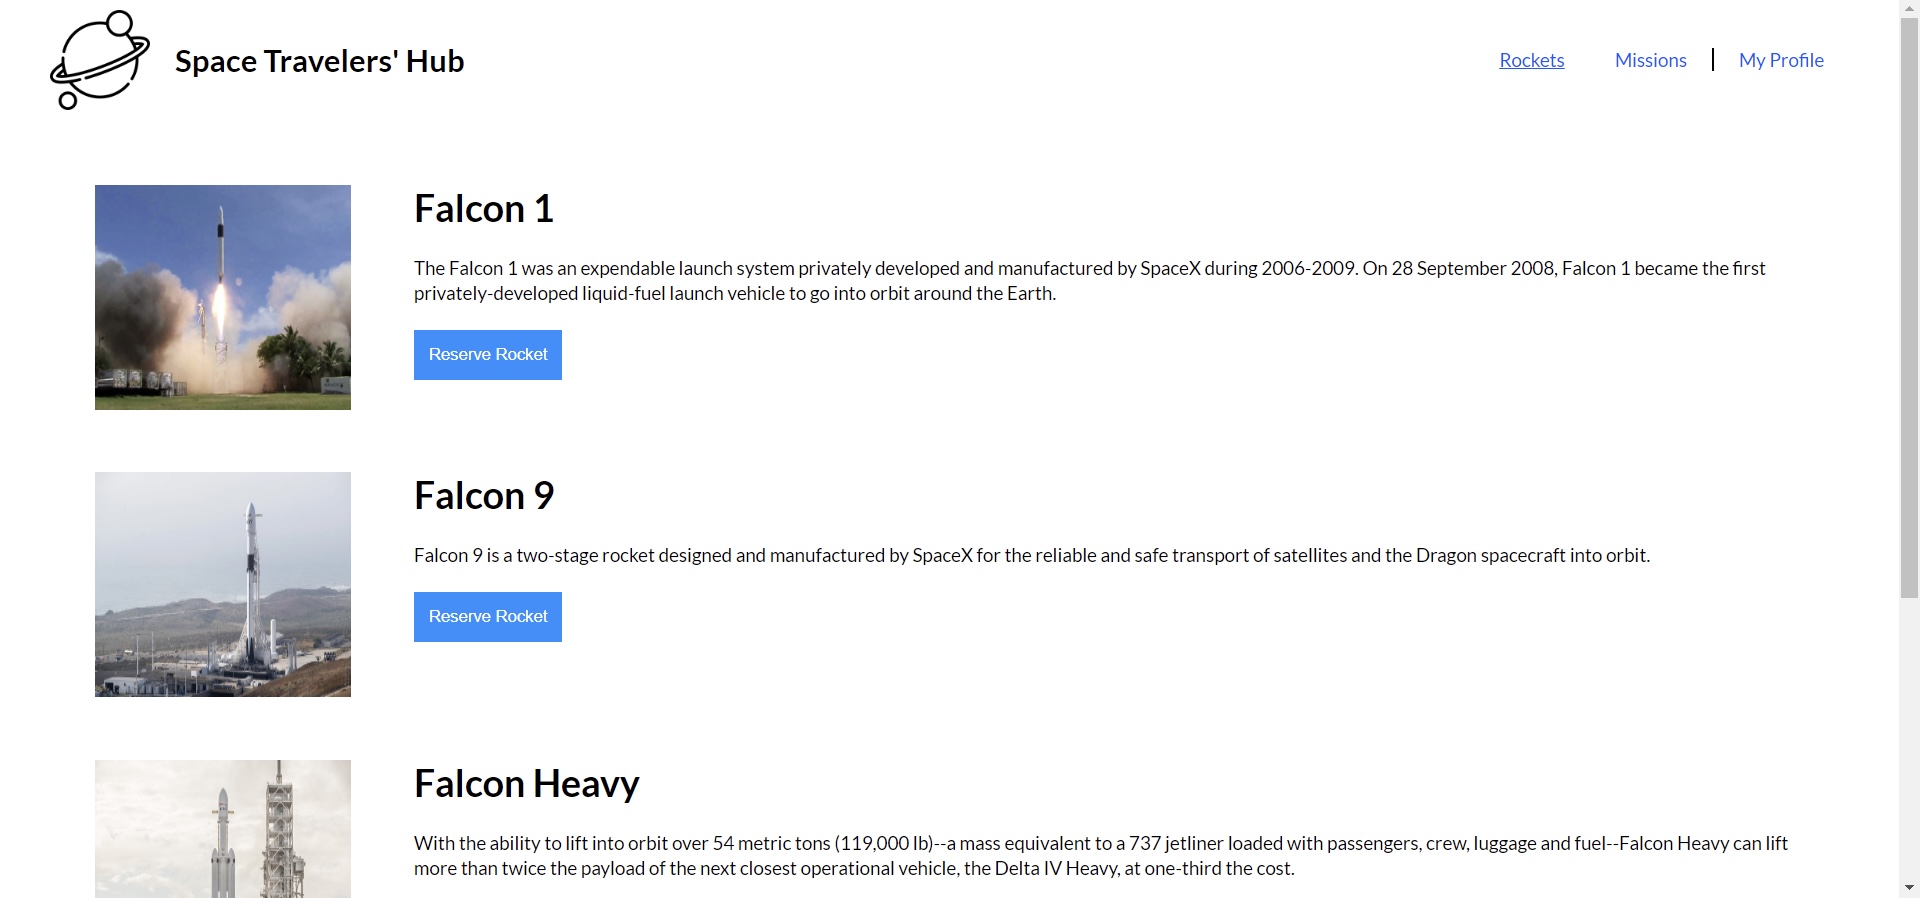 Space Travelers' Hub
Rockets
Missions
My Profile
Falcon 1
The Falcon 1 was an expendable launch system privately developed and manufactured by SpaceX during 2006-2009. On 28 September 2008, Falcon 1 became the first
privately-developed liquid-fuel launch vehicle to go into orbit around the Earth.
Reserve Rocket
Falcon 9
Falcon 9 is a two-stage rocket designed and manufactured by SpaceX for the reliable and safe transport of satellites and the Dragon spacecraft into orbit.
Reserve Rocket
Falcon Heavy
With the ability to lift into orbit over 54 metric tons (119,000 lb)--a mass equivalent to a 737 jetliner loaded with passengers, crew, luggage and fuel--Falcon Heavy can lift
more than twice the payload of the next closest operational vehicle, the Delta IV Heavy, at one-third the cost.